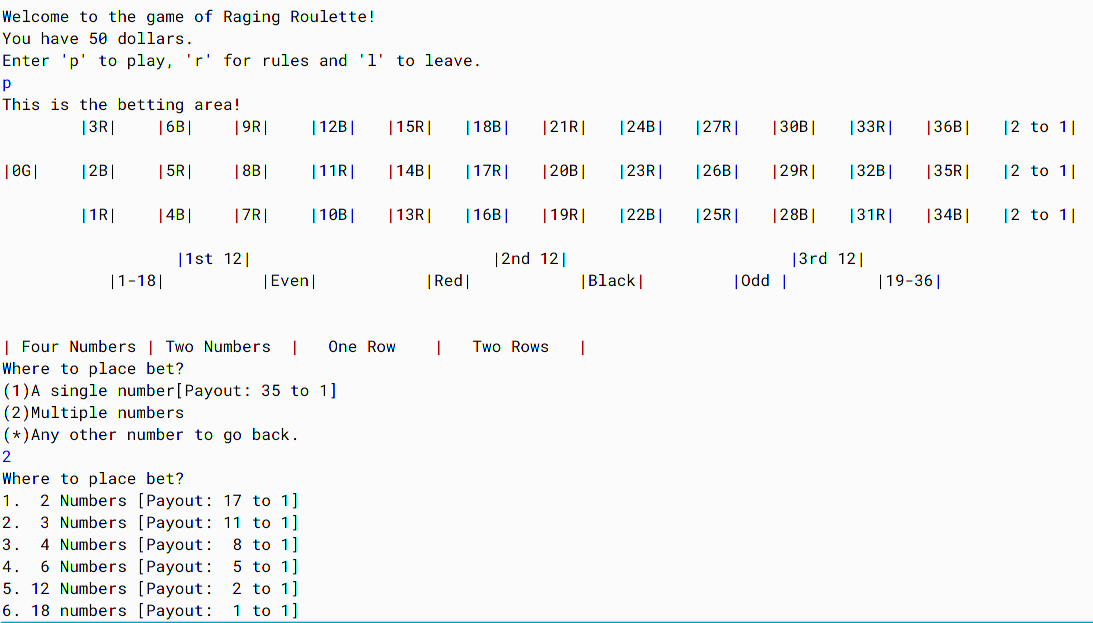 Welcome to the game of Raging Roulette!
You have 50 dollars.
Enter 'p' to play, 'r' for rules and 'l' to leave.
p
This is the betting area!
|3R| |6B| |9R| |12B| |15R| |18B| |21R| |24B| |27R| |30B| |33R| |36B| |2 to 1|
|0G| |2B| |5R| |8B| |11R| |14B| |17R| |20B| |23R| |26B| |29R| |32B| |35R| |2 to 1|
|1R| |4B| |7R| |10B| |13R| |16B| |19R| |22B| |25R| |28B| |31R| |34B| |2 to 1|
|1st 12| |2nd 12| |3rd 12|
|1-18| |Even| |Red| |Black| |Odd | |19-36|
| Four Numbers | Two Numbers | One Row | Two Rows |
Where to place bet?
(1)A single number[Payout: 35 to 1]
(2)Multiple numbers
(*)Any other number to go back.
2
Where to place bet?
1. 2 Numbers [Payout: 17 to 1]
2. 3 Numbers [Payout: 11 to 1]
3. 4 Numbers [Payout: 8 to 1]
4. 6 Numbers [Payout: 5 to 1]
5. 12 Numbers [Payout: 2 to 1]
6. 18 numbers [Payout: 1 to 1]